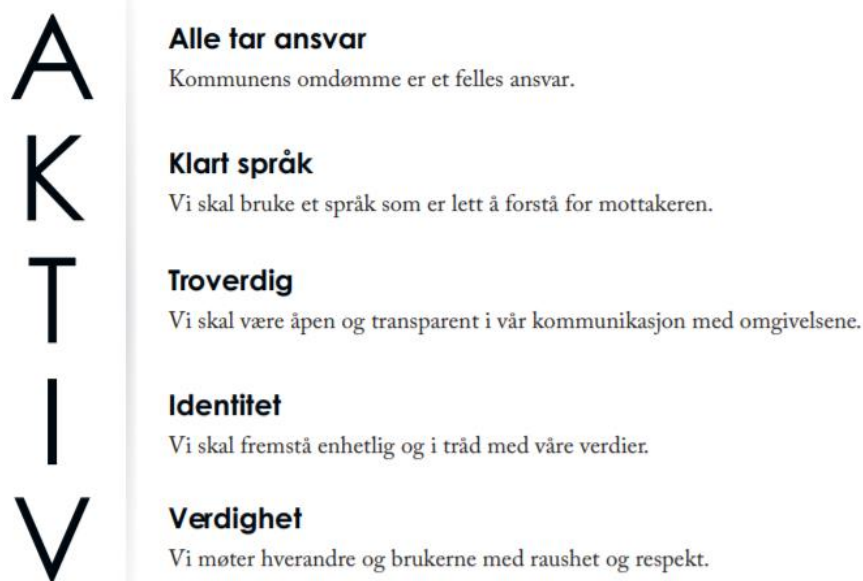 A
Alle tar ansvar
Kommunens omdømme er et felles ansvar.
K
Klart språk
Vi skal bruke et språk som er lett å forstå for mottakeren.
T
Troverdig
Vi skal være åpen og transparent i vår kommunikasjon med omgivelsene.
I
Identitet
Vi skal fremstå enhetlig og i tråd med våre verdier.
V
Verdighet
Vi møter hverandre og brukerne med raushet og respekt.